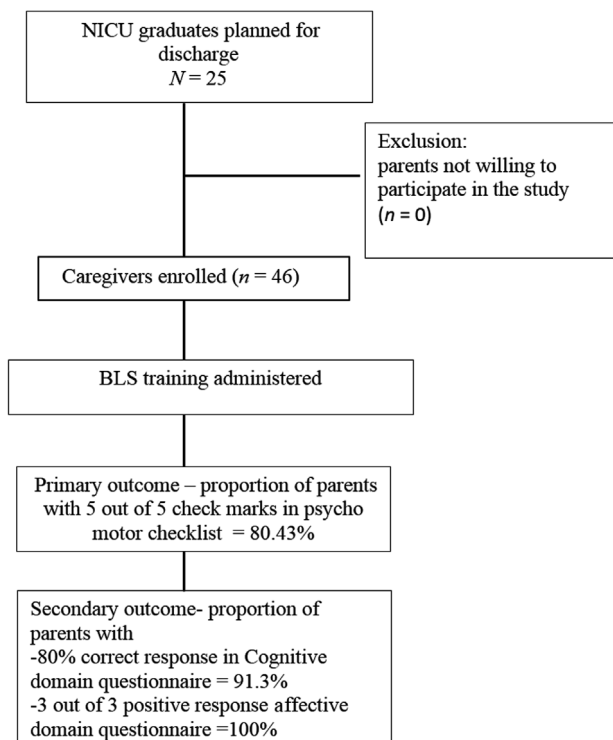 NICU graduates planned for
discharge
N = 25
Exclusion:
parents not willing to
participate in the study
(n = 0)
Caregivers enrolled (n = 46)
BLS training administered
Primary outcome – proportion of parents
with 5 out of 5 check marks in psycho
motor checklist = 80.43%
Secondary outcome- proportion of
parents with
-80% correct response in Cognitive
domain questionnaire = 91.3%
-3 out of 3 positive response affective
domain questionnaire =100%